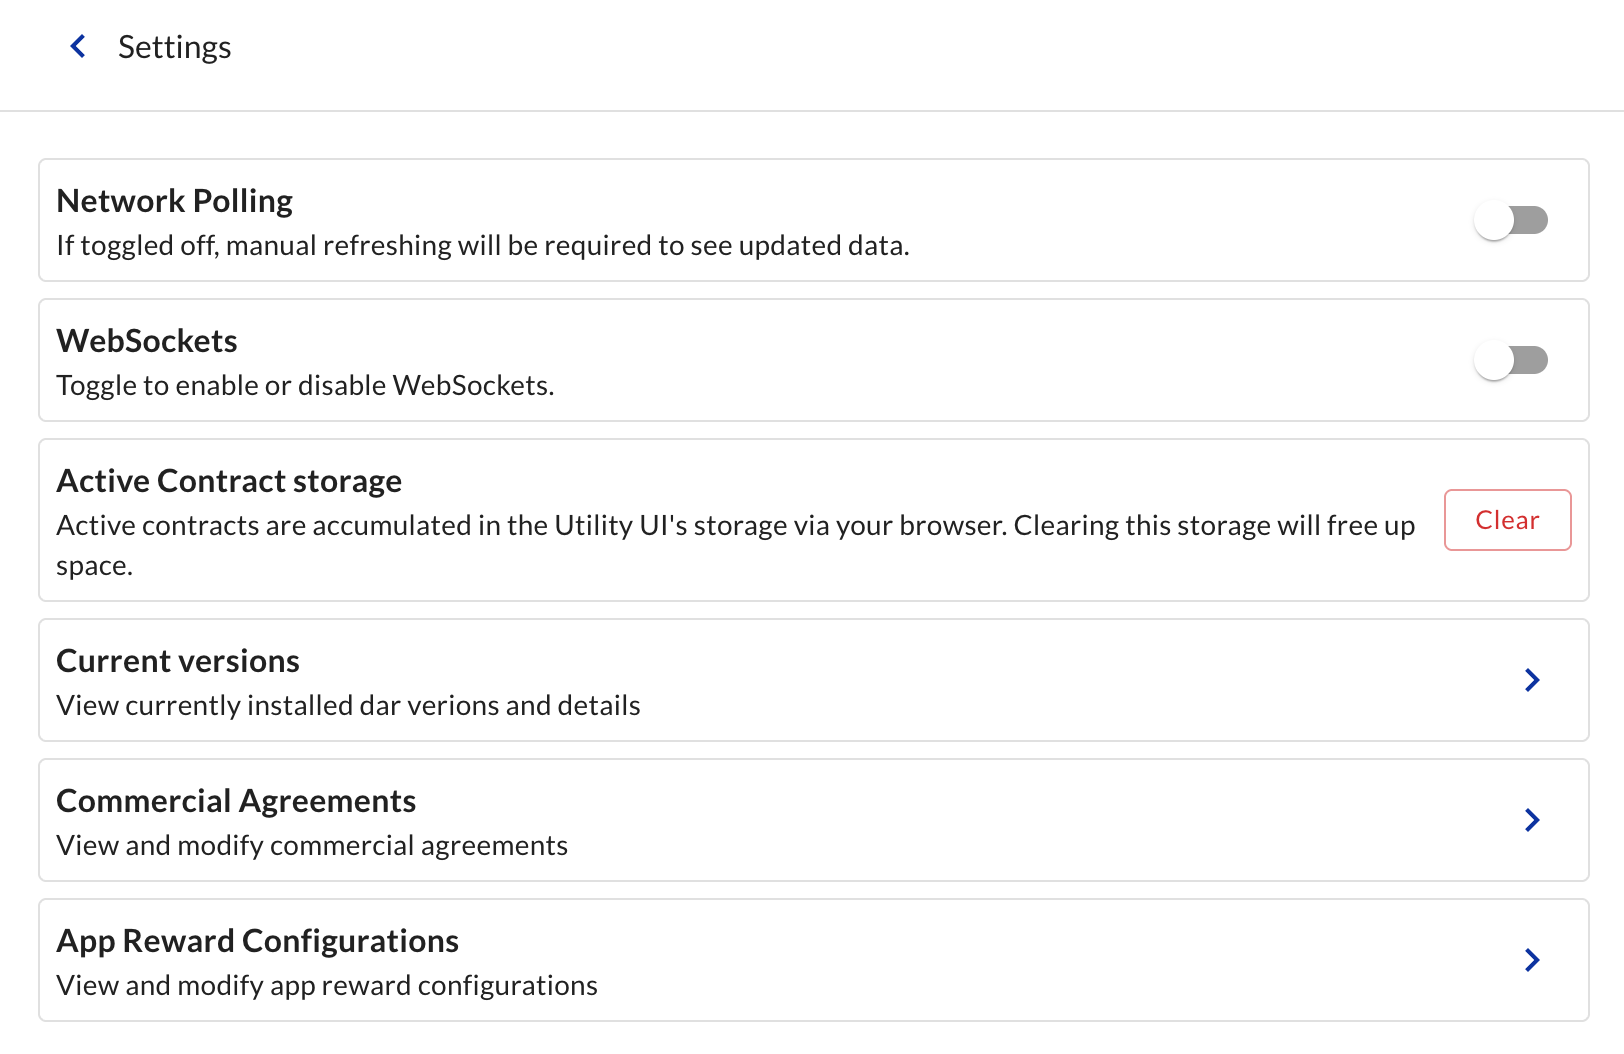 Settings
Network Polling
If toggled off, manual refreshing will be required to see updated data.
WebSockets
Toggle to enable or disable WebSockets.
Active Contract storage
Active contracts are accumulated in the Utility UI's storage via your browser. Clearing this storage will free up
space.
Clear
Current versions
View currently installed dar verions and details
Commercial Agreements
View and modify commercial agreements
App Reward Configurations
View and modify app reward configurations